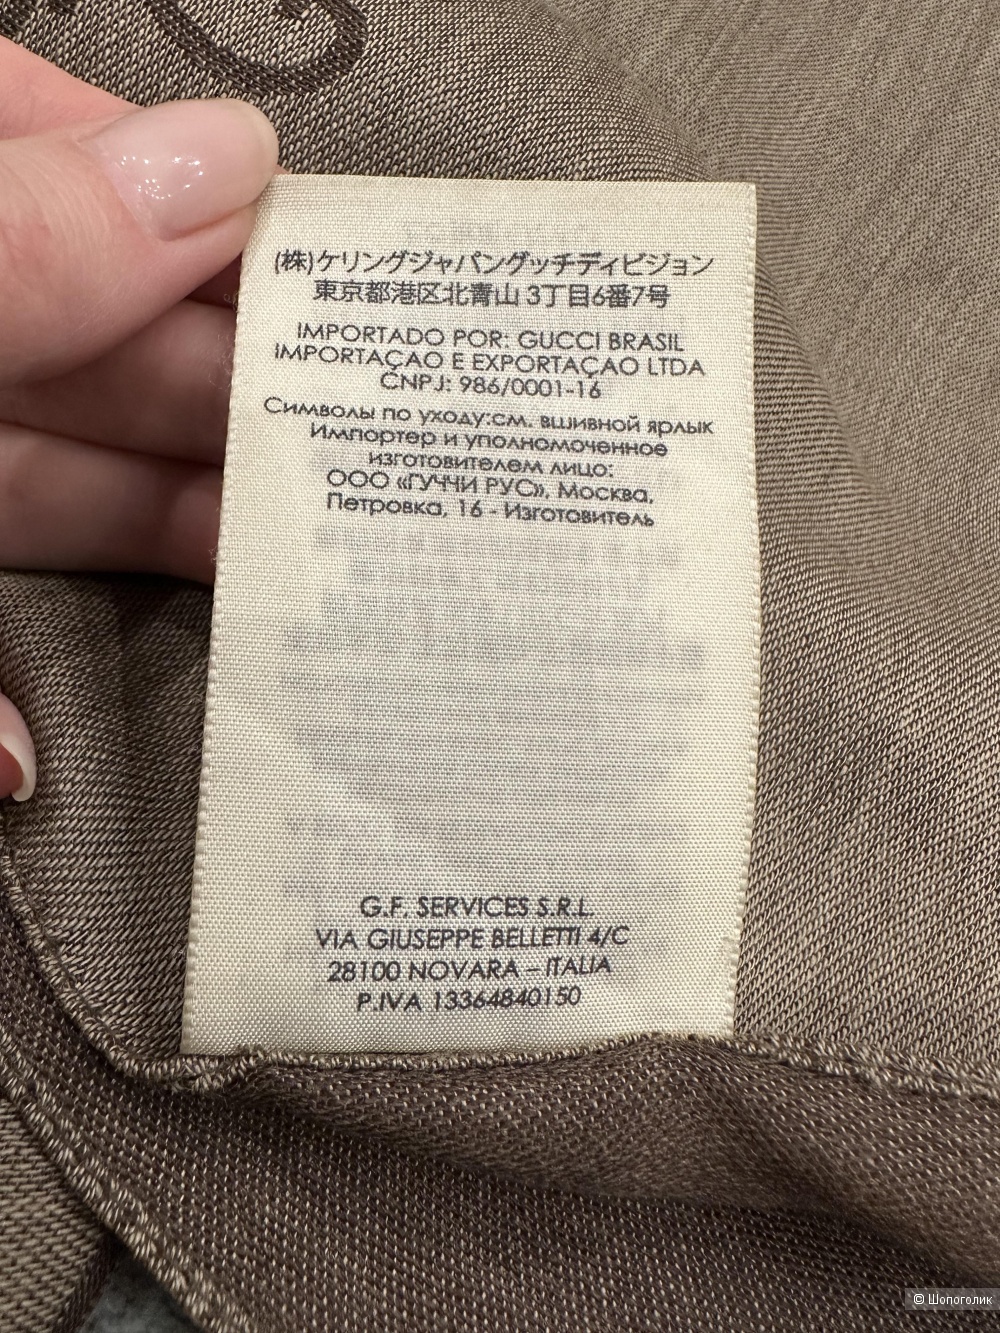 (株)ケリングジャパングッチディビジョン
東京都港区北青山3丁目6番7号
IMPORTADO POR: GUCCI BRASIL
IMPORTAÇAO E EXPORTAÇAO LTDA
CNPJ: 986/0001-16
Символы по уходу:см. вшивной ярлык
Импортер и уполномоченное
изготовителем лицо:
ООО «ГУЧЧИ РУС», Москва,
Петровка, 16 - Изготовитель
G.F. SERVICES S.R.L.
VIA GIUSEPPE BELLETTI 4/C
28100 NOVARA – ITALIA
P.IVA 13364840150
© Шопоголик